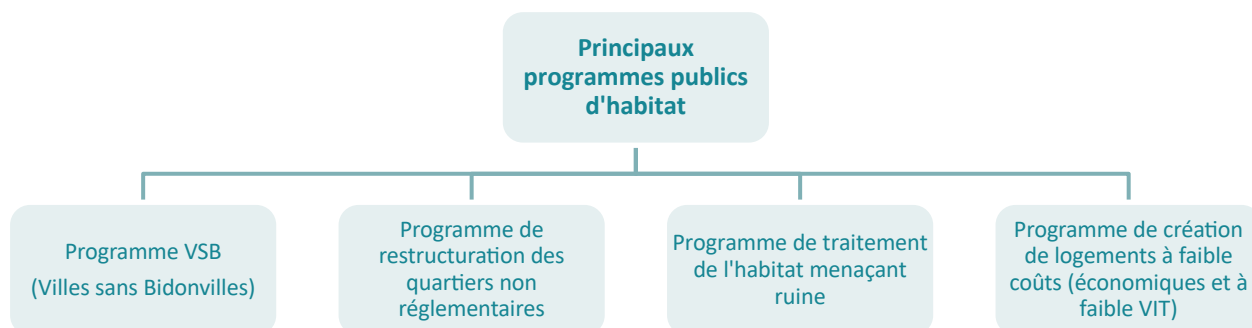 Principaux
programmes publics
d'habitat
Programme VSB
(Villes sans Bidonvilles)
Programme de
restructuration des
quartiers non
réglementaires
Programme de traitement
de l'habitat menaçant
ruine
Programme de création
de logements à faible
coûts (économiques et à
faible VIT)